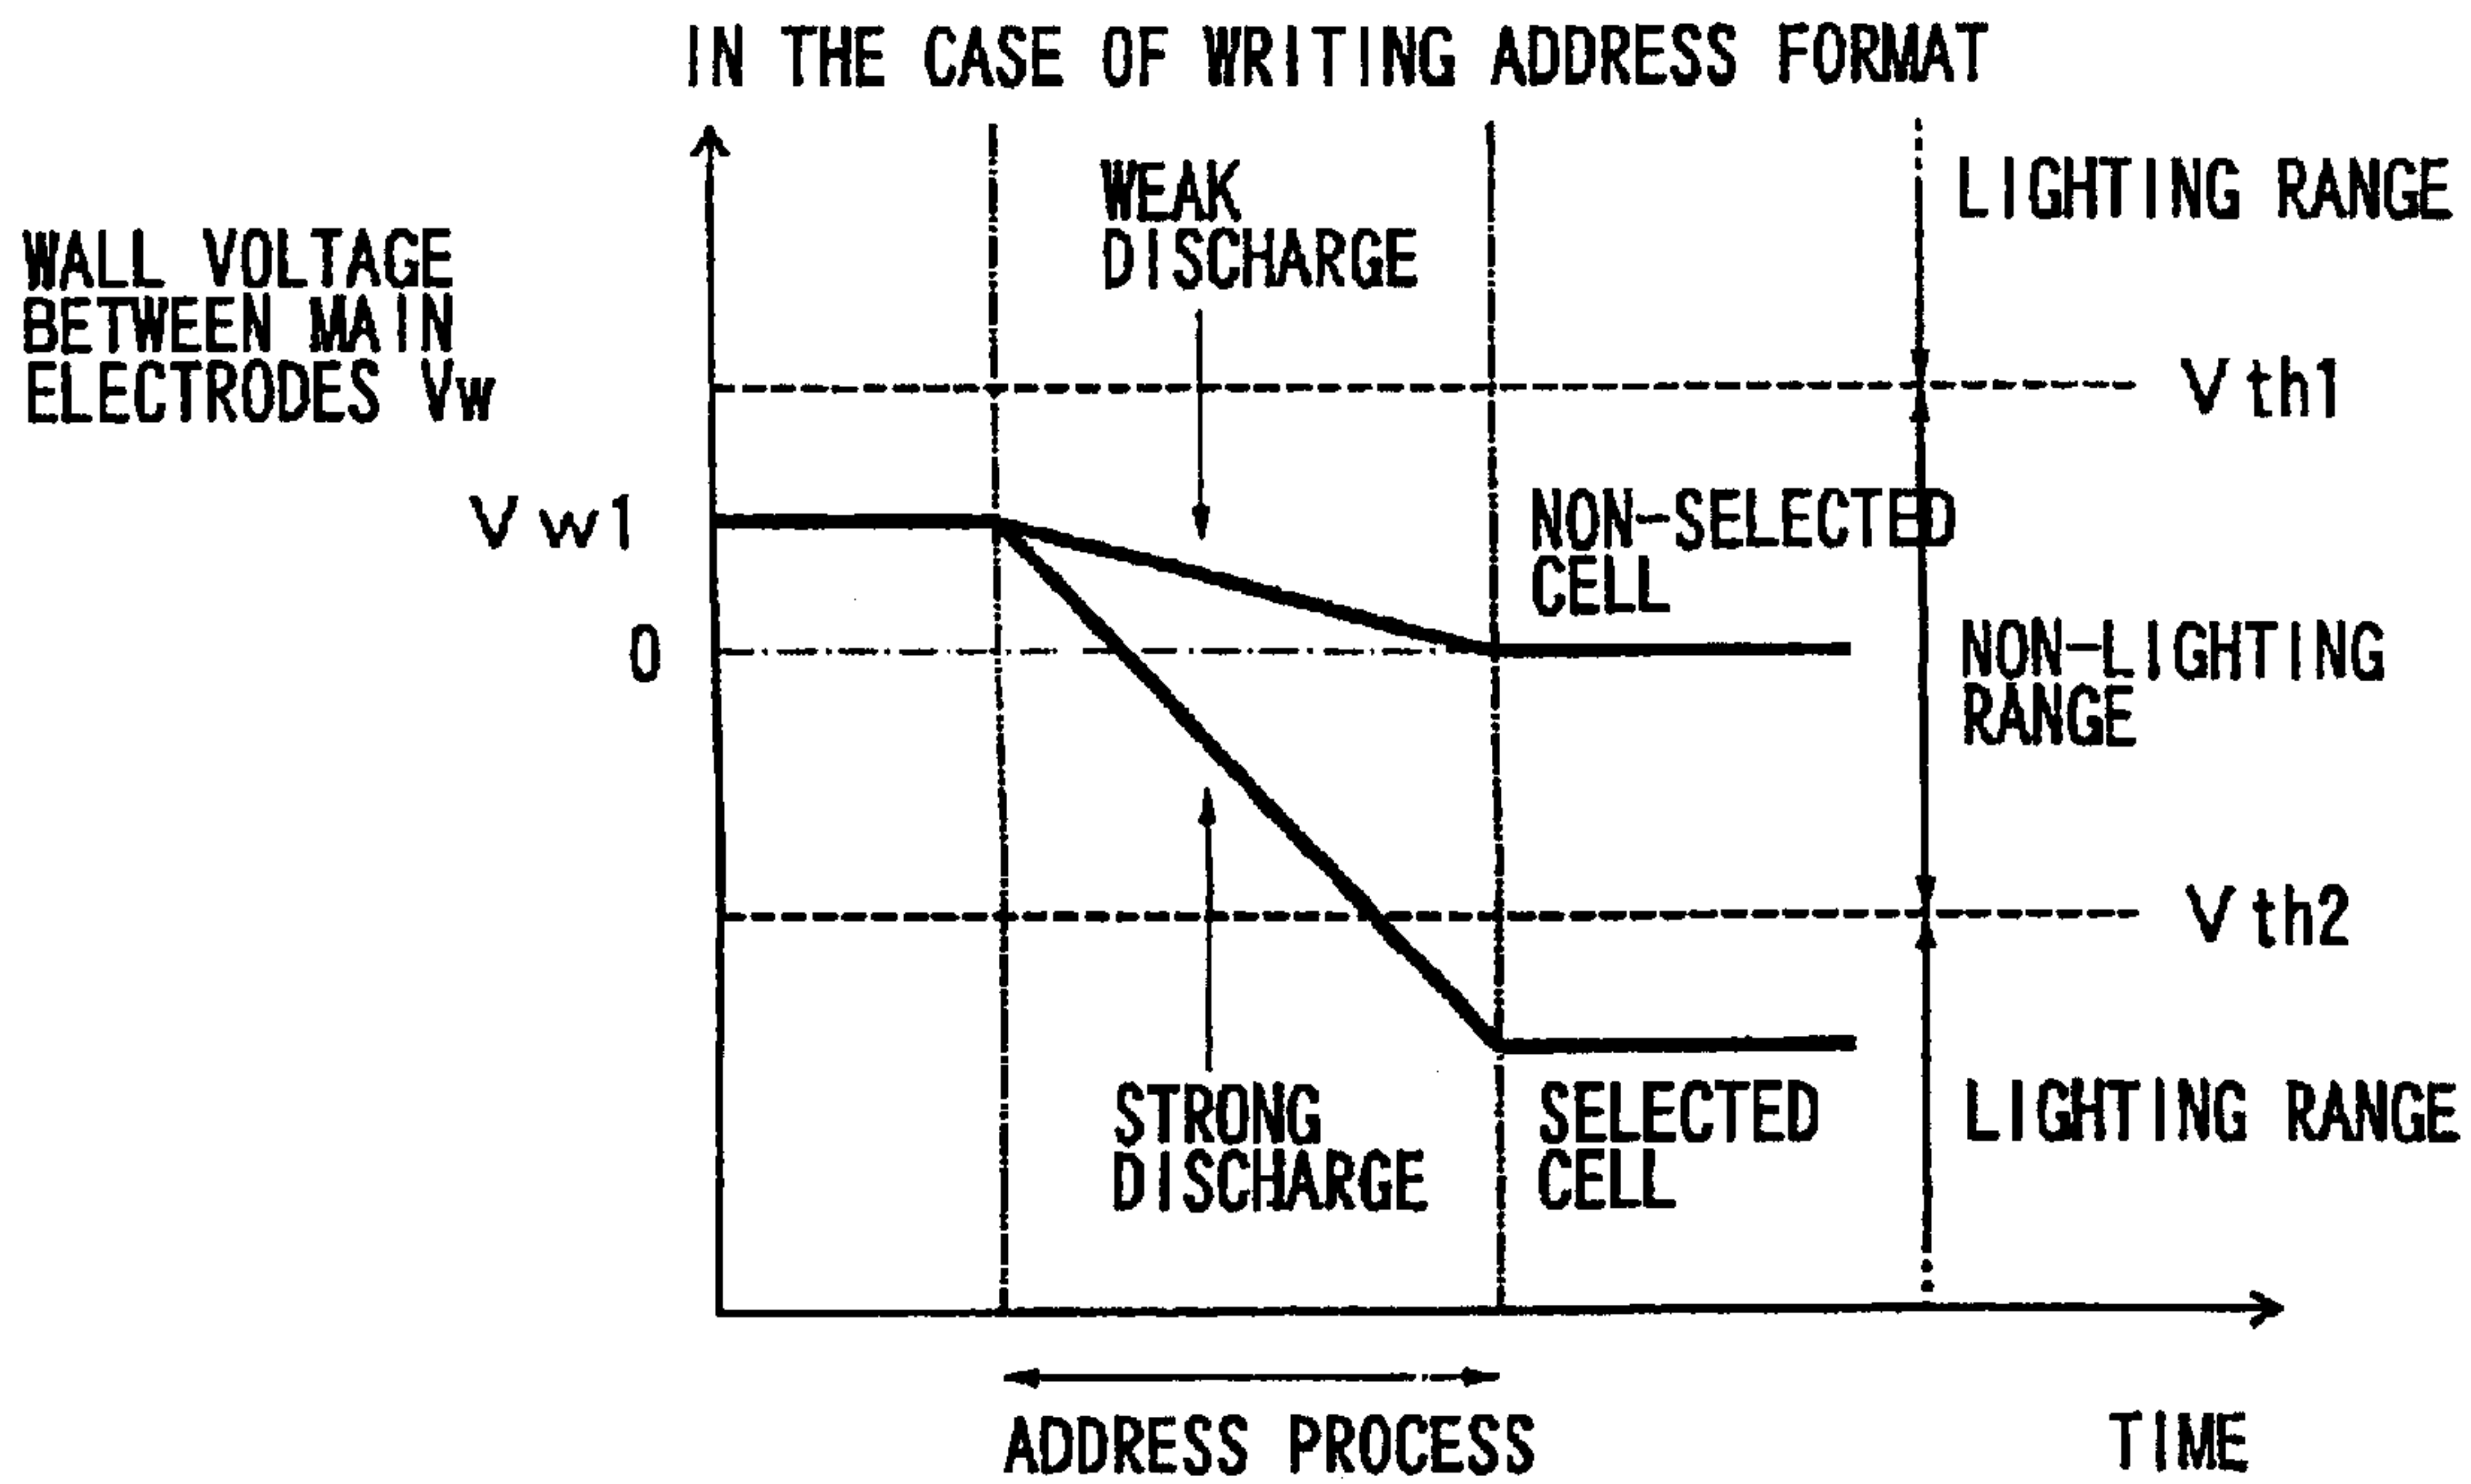 IN THE CASE OF WRITING ADDRESS FORMAT
WEAK
DISCHARGE
LIGHTING RANGE
WALL VOLTAGE
BETWEEN MAIN
ELECTRODES Vw
Vth1
Vw1
NON-SELECTED
CELL
0
NON-LIGHTING
RANGE
Vth2
STRONG
DISCHARGE
SELECTED
CELL
LIGHTING RANGE
ADDRESS PROCESS
TIME